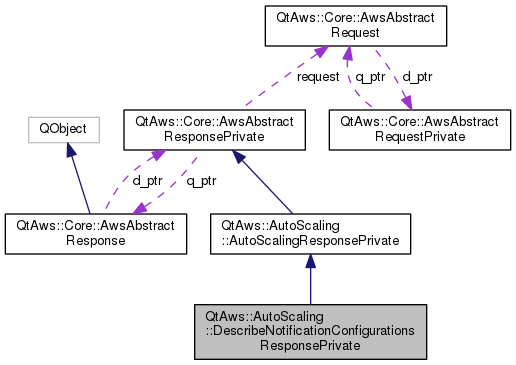 QtAws::Core::AwsAbstract
Request
request
q_ptr
d_ptr
QObject
QtAws::Core::AwsAbstract
ResponsePrivate
QtAws::Core::AwsAbstract
RequestPrivate
d_ptr
q_ptr
QtAws::Core::AwsAbstract
Response
QtAws::AutoScaling
::AutoScalingResponsePrivate
QtAws::AutoScaling
::DescribeNotificationConfigurations
ResponsePrivate